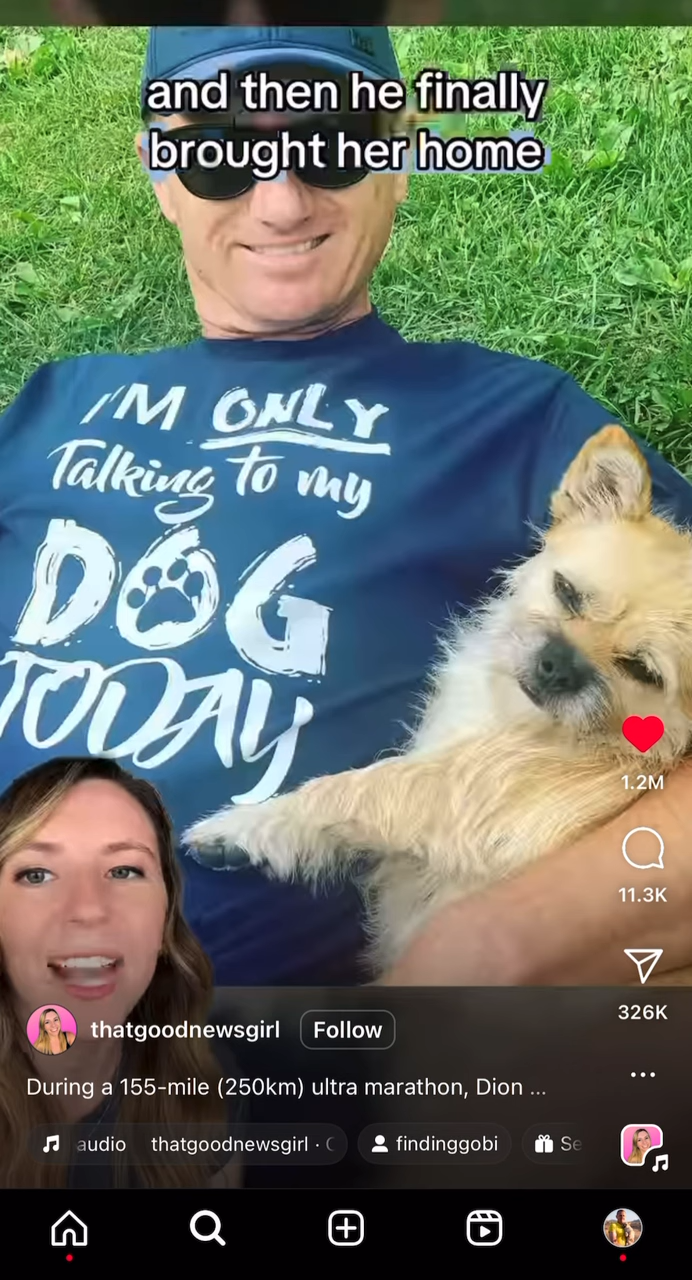 and then he finally
brought her home
I'M ONLY
Talking to my
DOG
TODAY
1.2M
11.3K
326K
thatgoodnewsgirl
Follow
During a 155-mile (250km) ultra marathon, Dion ...
audio thatgoodnewsgirl ·
findinggobi
Se